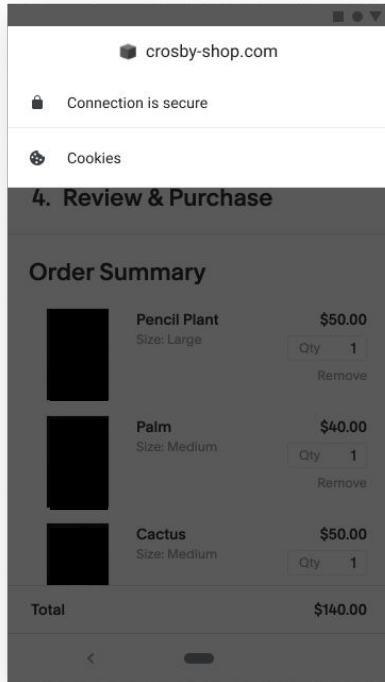 crosby-shop.com
Connection is secure
Cookies
4. Review & Purchase
Order Summary
Pencil Plant $50.00
Size: Large
Qty 1
Remove
Palm $40.00
Size: Medium
Qty 1
Remove
Cactus $50.00
Size: Medium
Qty 1
Total $140.00